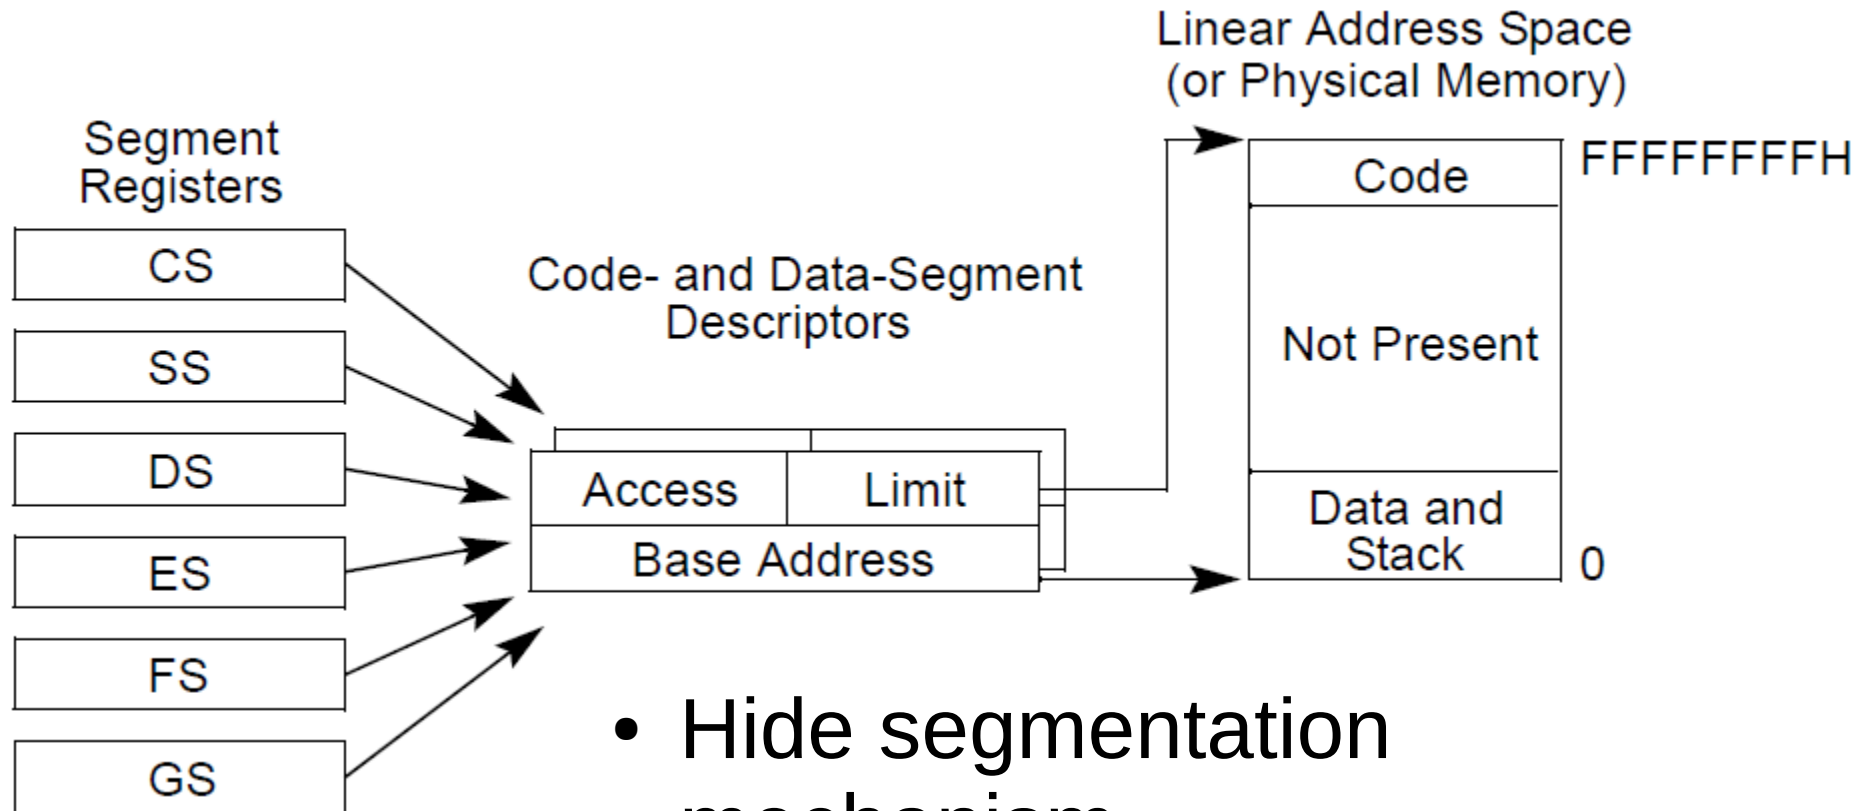 Linear Address Space
(or Physical Memory)
Segment
Registers
FFFFFFFFH
Code
CS
Code- and Data-Segment
Descriptors
SS
Not Present
DS
Access
Limit
Data and
Stack
ES
Base Address
0
FS
• Hide segmentation
GS
mechanism